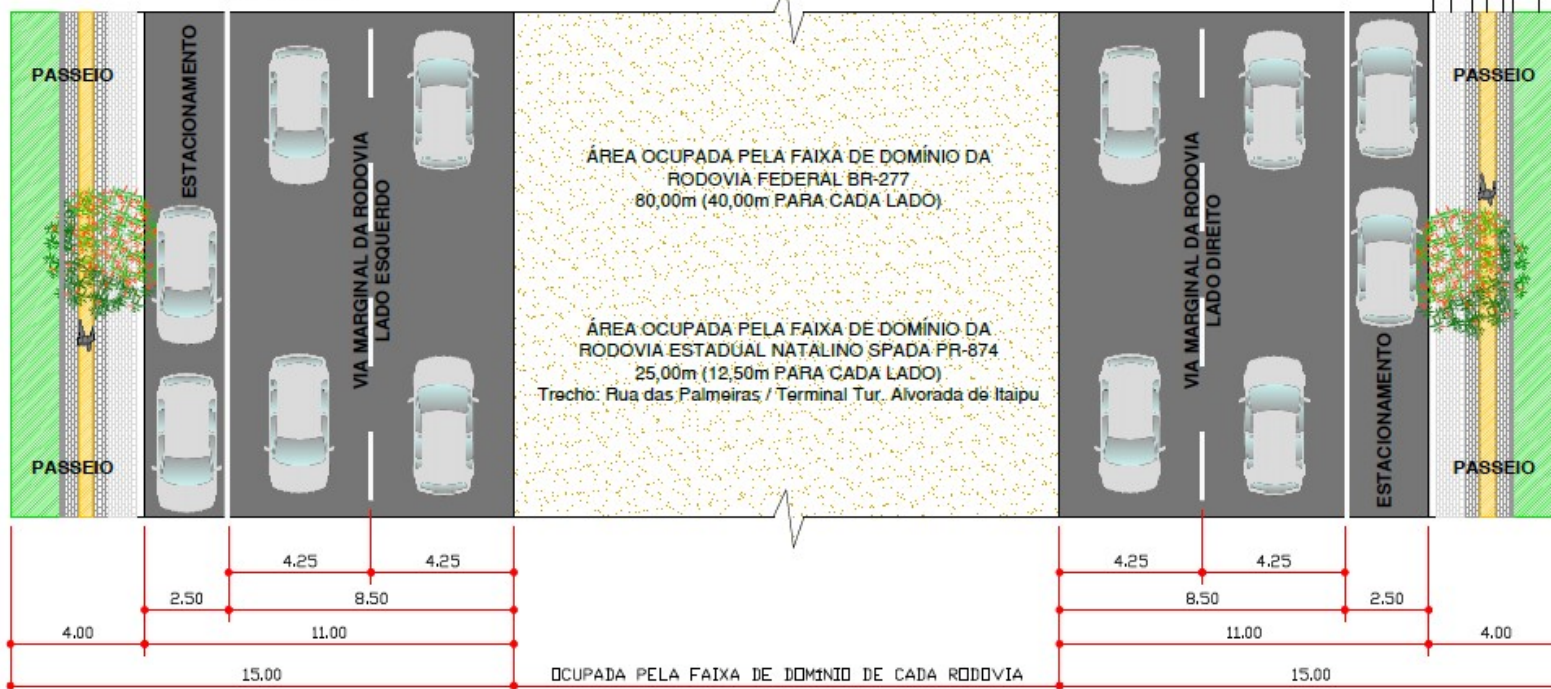 PASSEIO
ESTACIONAMENTO
VIA MARGINAL DA RODOVIA
LADO ESQUERDO
PASSEIO
ÁREA OCUPADA PELA FAIXA DE DOMÍNIO DA
RODOVIA FEDERAL BR-277
80,00m (40,00m PARA CADA LADO)
ÁREA OCUPADA PELA FAIXA DE DOMÍNIO DA
RODOVIA ESTADUAL NATALINO SPADA PR-874
25,00m (12,50m PARA CADA LADO)
Trecho: Rua das Palmeiras / Terminal Tur. Alvorada de Itaipu
VIA MARGINAL DA RODOVIA
LADO DIREITO
ESTACIONAMENTO
PASSEIO
PASSEIO
4.25 4.25 4.25 4.25
2.50 8.50 8.50 2.50
4.00 11.00 11.00 4.00
15.00 OCUPADA PELA FAIXA DE DOMÍNIO DE CADA RODOVIA 15.00